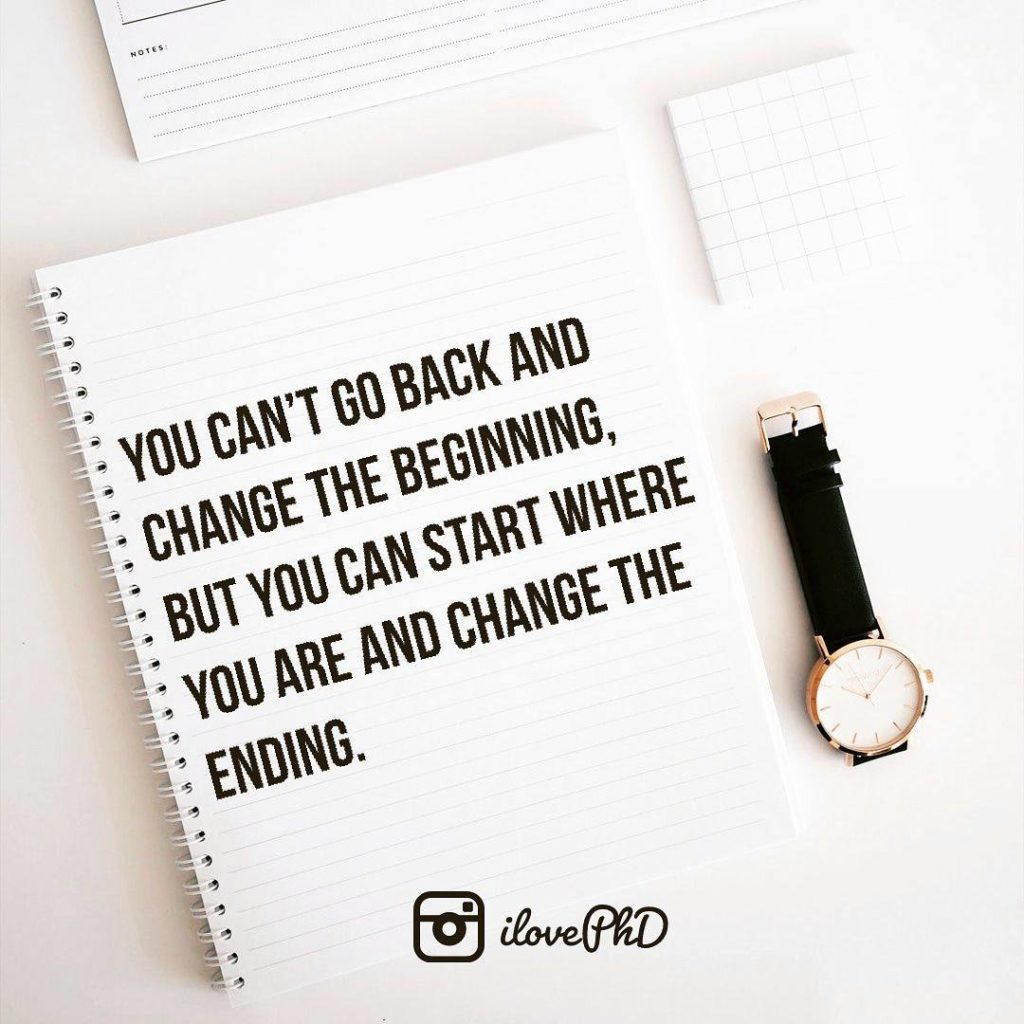 NOTES:
YOU CAN'T GO BACK AND
CHANGE THE BEGINNING,
BUT YOU CAN START WHERE
YOU ARE AND CHANGE THE
ENDING.
ilovePhD